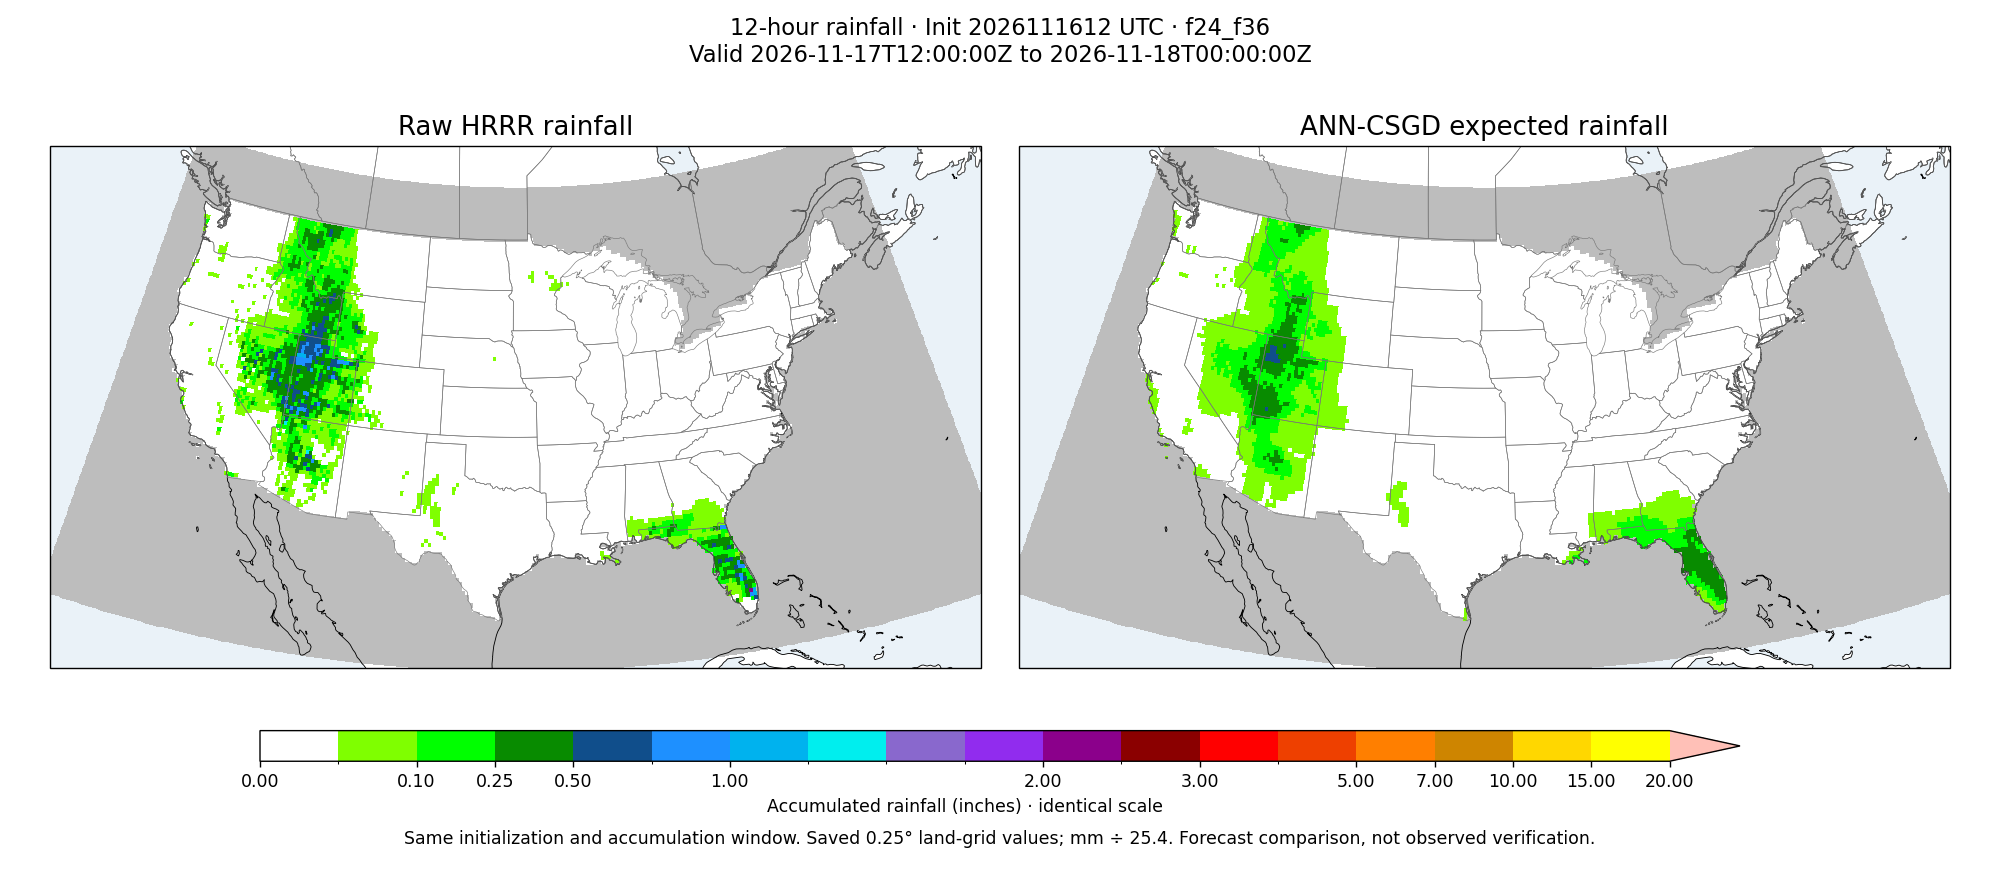 12-hour rainfall · Init 2026111612 UTC · f24_f36
Valid 2026-11-17T12:00:00Z to 2026-11-18T00:00:00Z
Raw HRRR rainfall
ANN-CSGD expected rainfall
0.00 0.10 0.25 0.50 1.00 2.00 3.00 5.00 7.00 10.00 15.00 20.00
Accumulated rainfall (inches) · identical scale
Same initialization and accumulation window. Saved 0.25° land-grid values; mm ÷ 25.4. Forecast comparison, not observed verification.